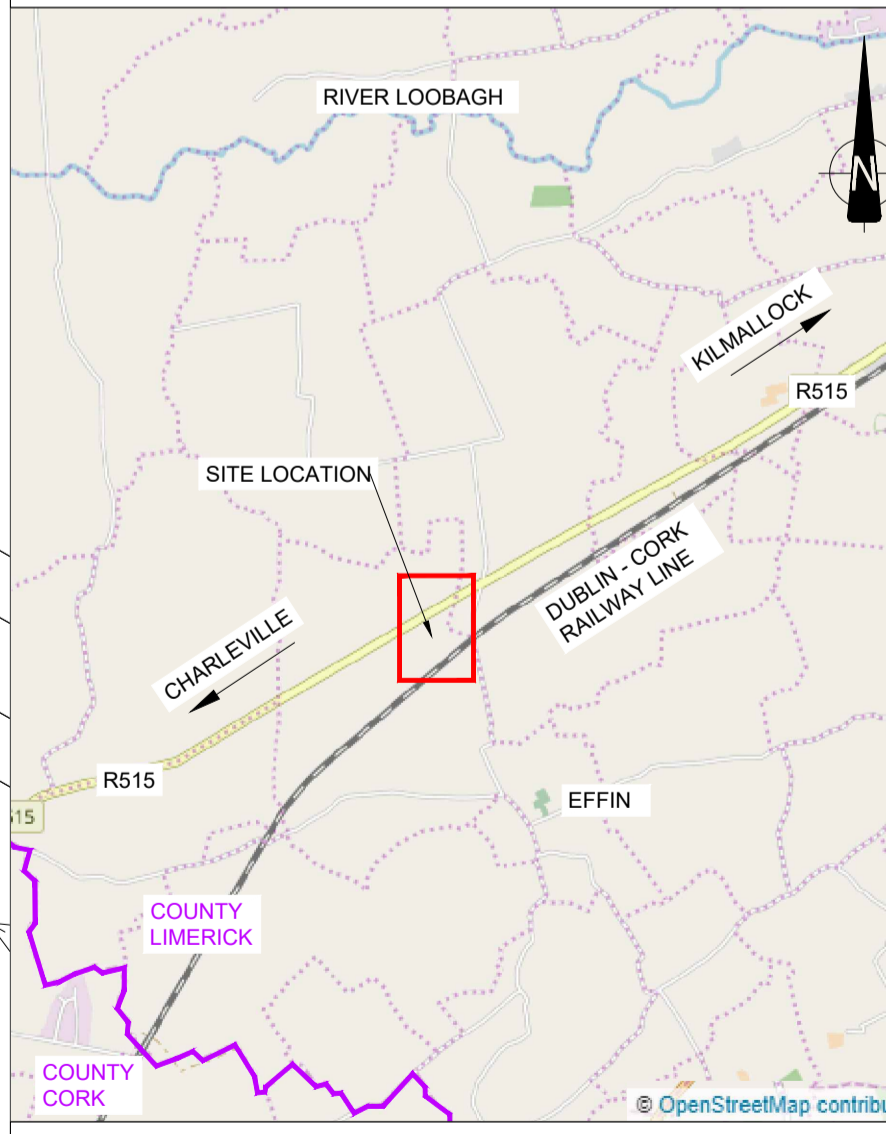 RIVER LOOBAGH
N
KILMALLOCK
R515
SITE LOCATION
DUBLIN - CORK
RAILWAY LINE
CHARLEVILLE
R515
15
EFFIN
COUNTY
LIMERICK
COUNTY
CORK
© OpenStreetMap contribu